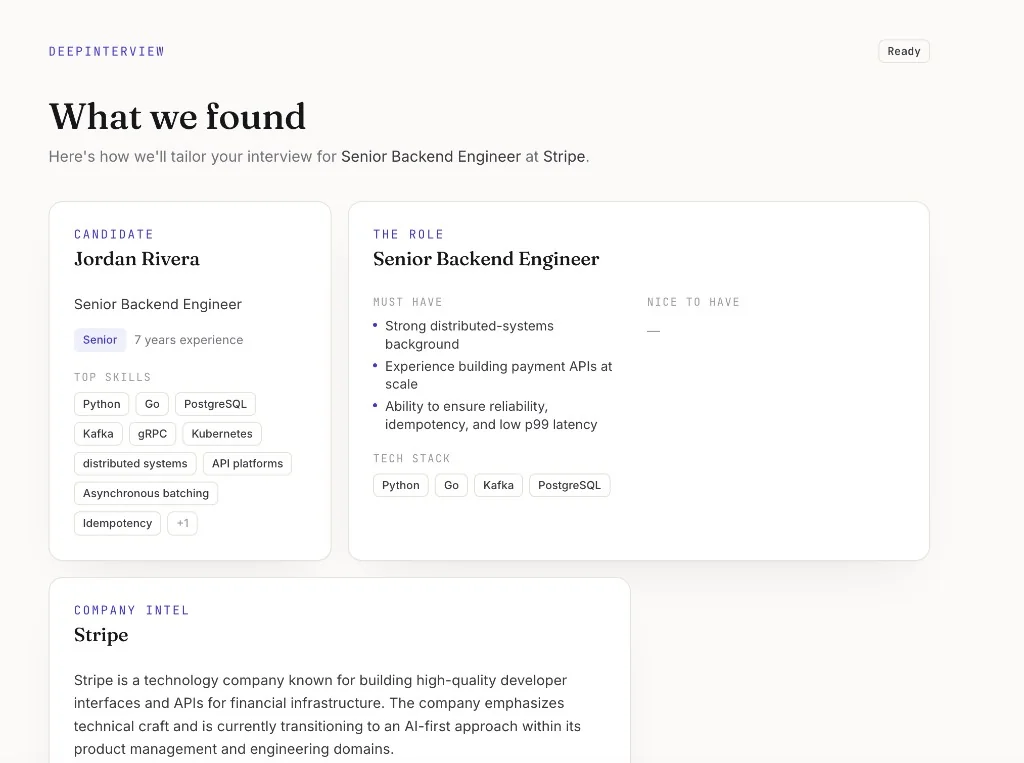 DEEPINTERVIEW
Ready
What we found
Here's how we'll tailor your interview for Senior Backend Engineer at Stripe.
CANDIDATE
Jordan Rivera
Senior Backend Engineer
Senior 7 years experience
TOP SKILLS
Python Go PostgreSQL
Kafka gRPC Kubernetes
distributed systems API platforms
Asynchronous batching
Idempotency +1
THE ROLE
Senior Backend Engineer
MUST HAVE
• Strong distributed-systems
background
• Experience building payment APIs at
scale
• Ability to ensure reliability,
idempotency, and low p99 latency
NICE TO HAVE
—
TECH STACK
Python Go Kafka PostgreSQL
COMPANY INTEL
Stripe
Stripe is a technology company known for building high-quality developer
interfaces and APIs for financial infrastructure. The company emphasizes
technical craft and is currently transitioning to an AI-first approach within its
product management and engineering domains.